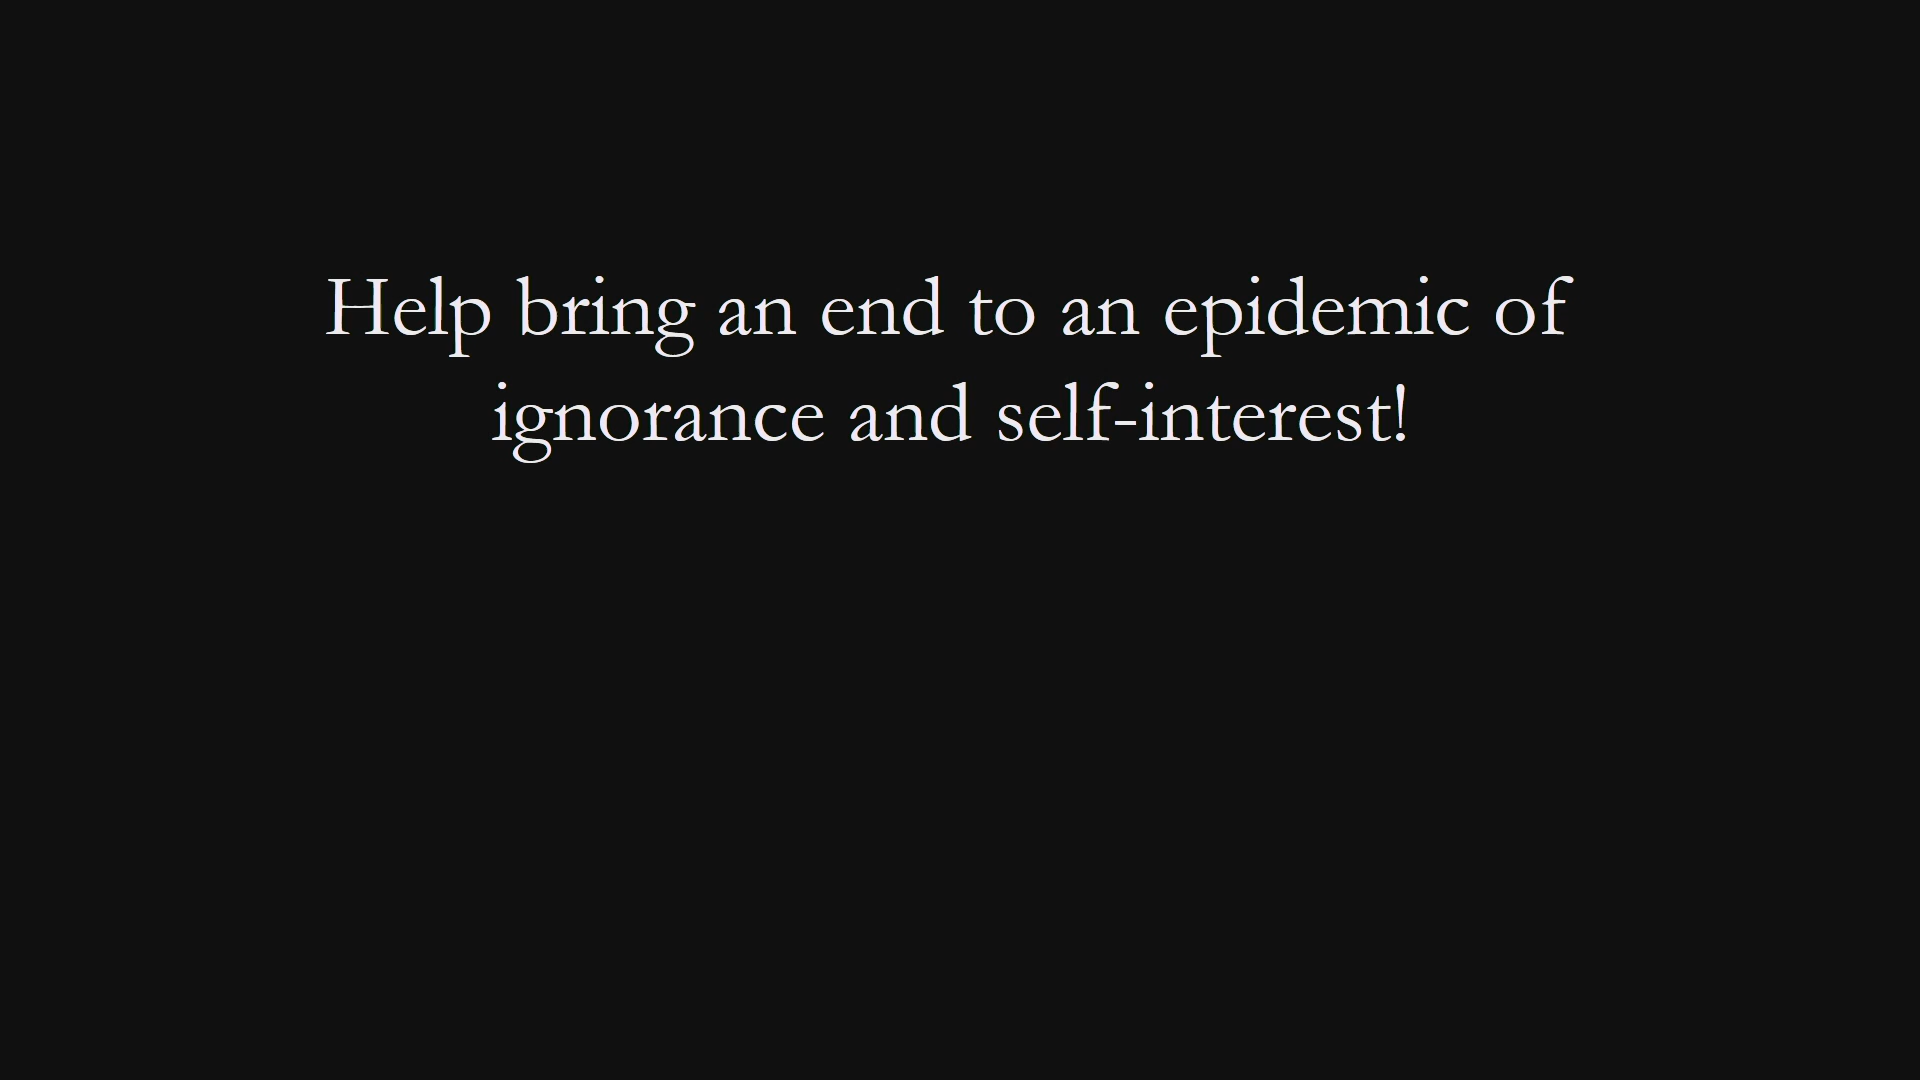 Help bring an end to an epidemic of
ignorance and self-interest!